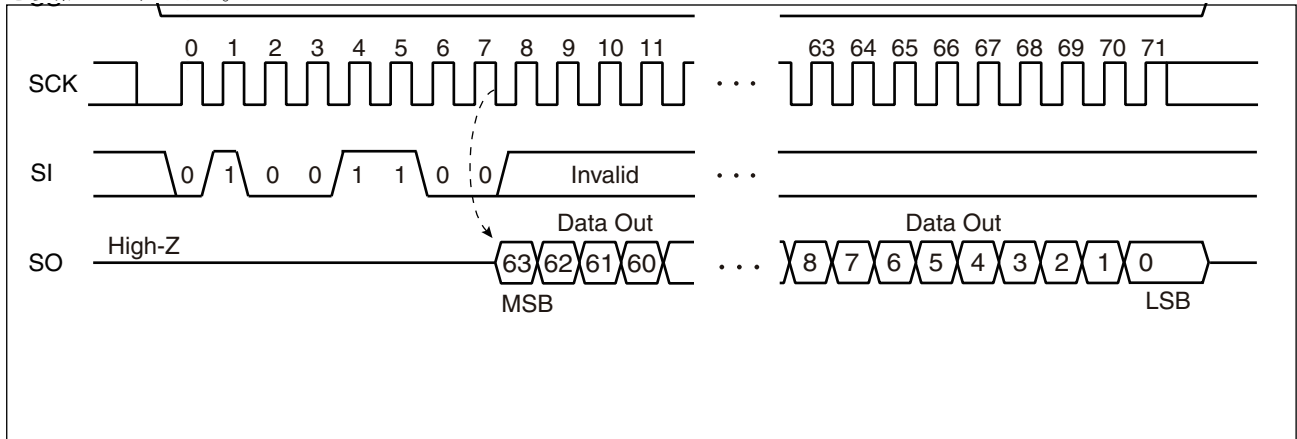 0 1 2 3 4 5 6 7 8 9 10 11 63 64 65 66 67 68 69 70 71
SCK ...
SI 0 1 0 0 1 1 0 0 Invalid ...
Data Out Data Out
SO High-Z 63 62 61 60 ... 8 7 6 5 4 3 2 1 0
MSB LSB